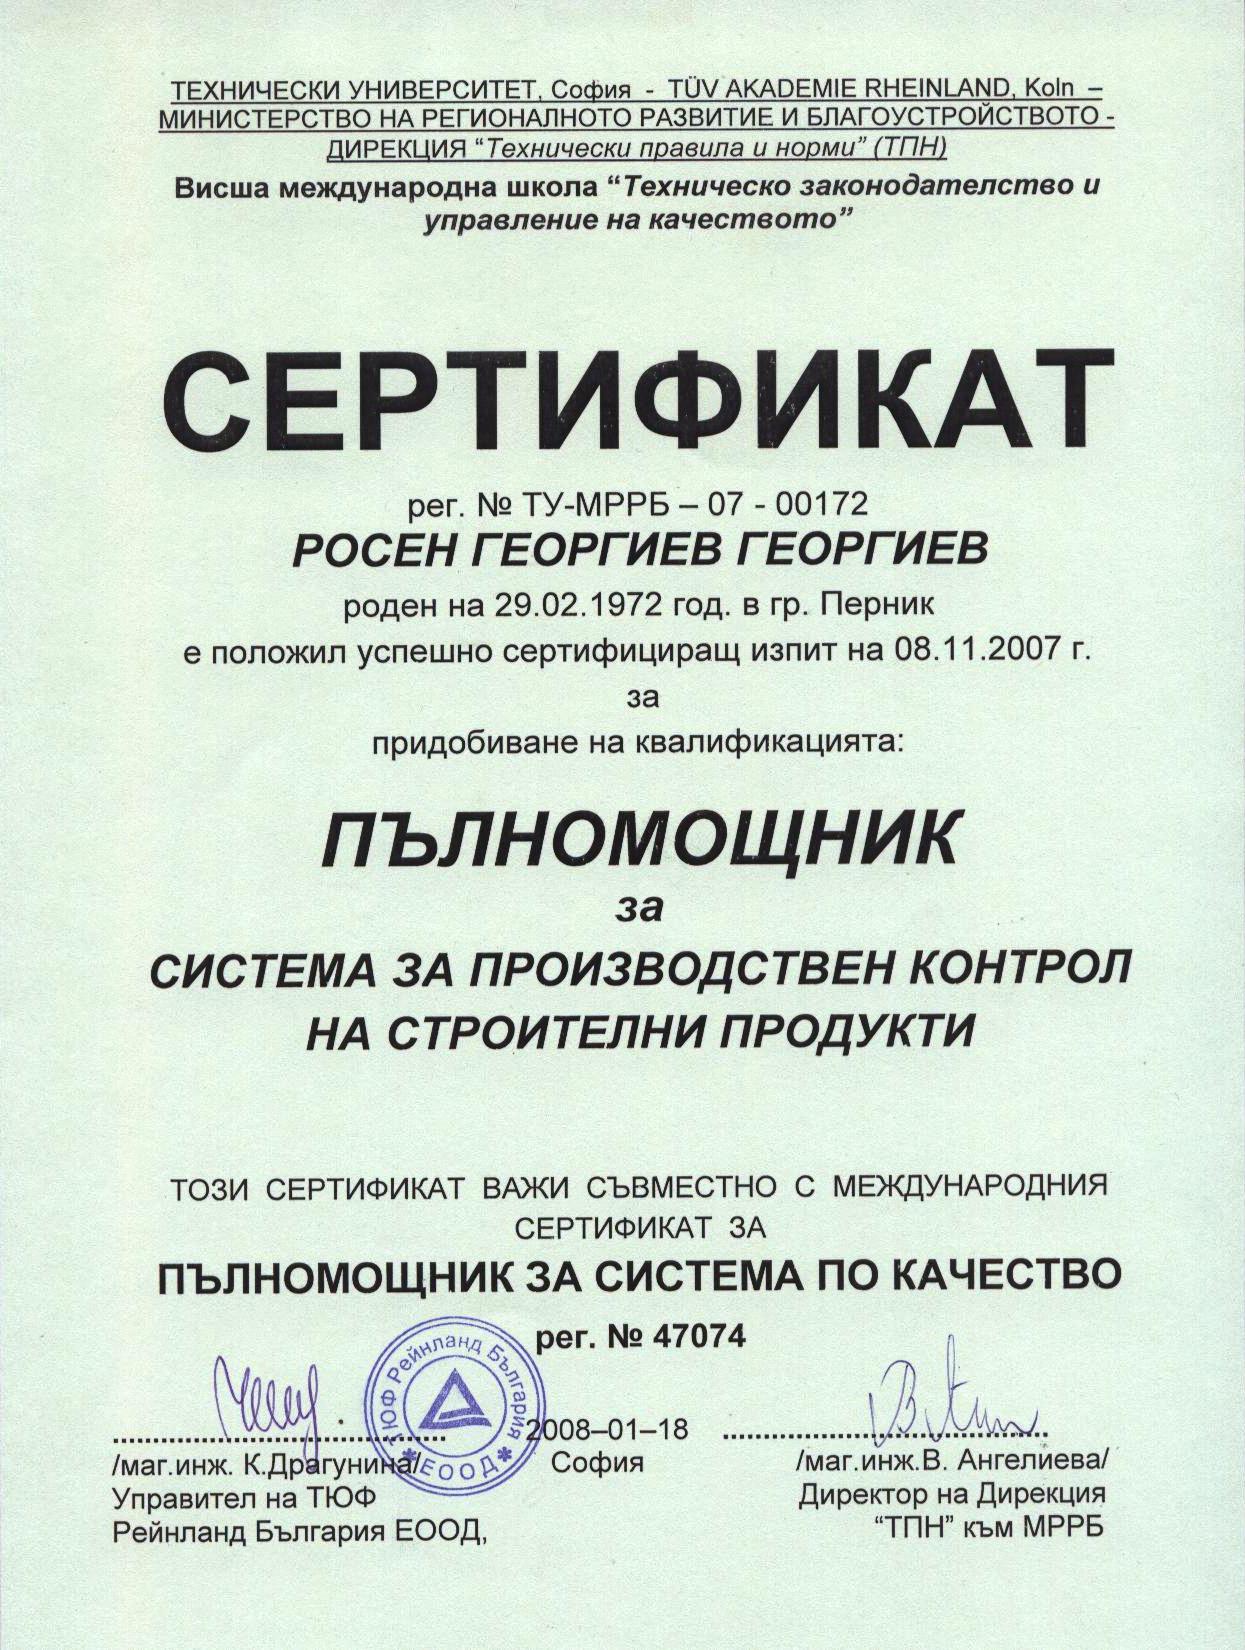 ТЕХНИЧЕСКИ УНИВЕРСИТЕТ, София - TÜV AKADEMIE RHEINLAND, Koln –
МИНИСТЕРСТВО НА РЕГИОНАЛНОТО РАЗВИТИЕ И БЛАГОУСТРОЙСТВОТО -
ДИРЕКЦИЯ “Технически правила и норми” (ТПН)
Висша международна школа “Техническо законодателство и
управление на качеството”
СЕРТИФИКАТ
рег. № ТУ-МРРБ – 07 - 00172
РОСЕН ГЕОРГИЕВ ГЕОРГИЕВ
роден на 29.02.1972 год. в гр. Перник
е положил успешно сертифициращ изпит на 08.11.2007 г.
за
придобиване на квалификацията:
ПЪЛНОМОЩНИК
за
СИСТЕМА ЗА ПРОИЗВОДСТВЕН КОНТРОЛ
НА СТРОИТЕЛНИ ПРОДУКТИ
ТОЗИ СЕРТИФИКАТ ВАЖИ СЪВМЕСТНО С МЕЖДУНАРОДНИЯ
СЕРТИФИКАТ ЗА
ПЪЛНОМОЩНИК ЗА СИСТЕМА ПО КАЧЕСТВО
рег. № 47074
ТЮФ Рейнланд България
* ЕООД *
2008–01–18
София
/маг.инж. К.Драгунина/
Управител на ТЮФ
Рейнланд България ЕООД,
/маг.инж.В. Ангелиева/
Директор на Дирекция
“ТПН” към МРРБ